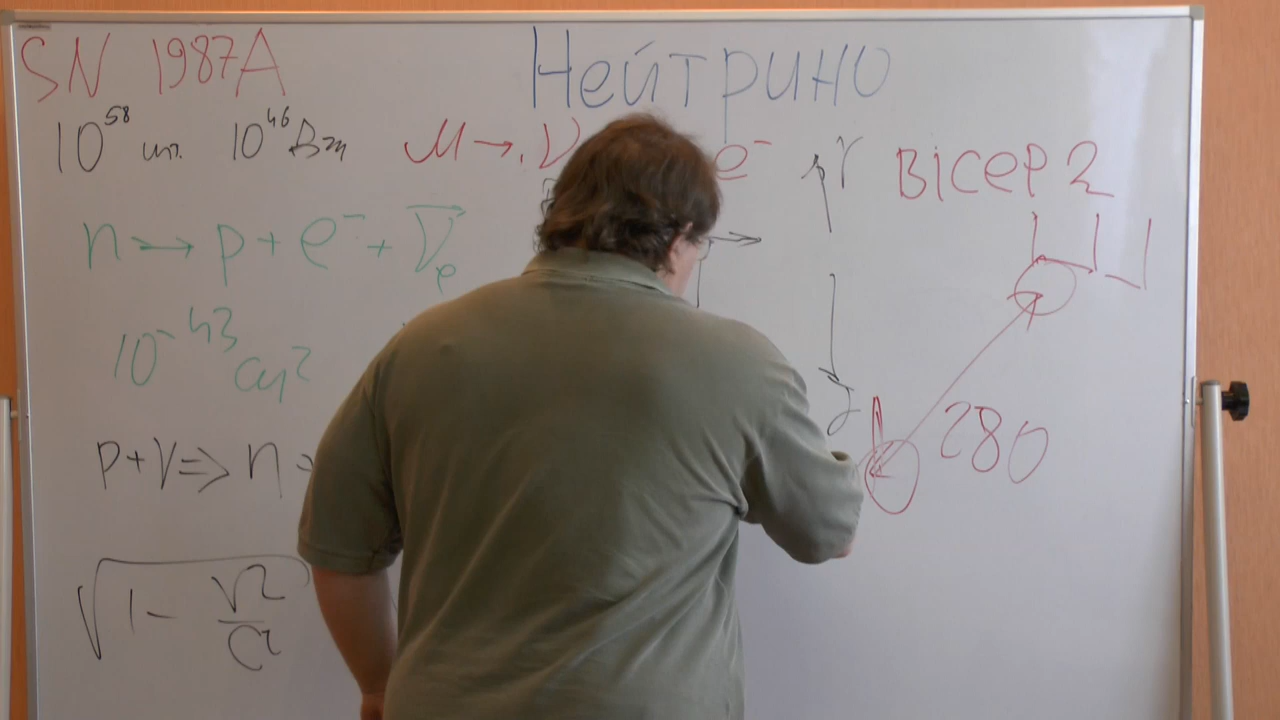 SN 1987A
Нейтрино
10^58 шт. 10^46 Вт
М → ν e⁻
вісер 2
n → p + e⁻ + ν̅e
10⁻⁴³ см²
280
p + ν ⇒ n
√1 − v²/c²